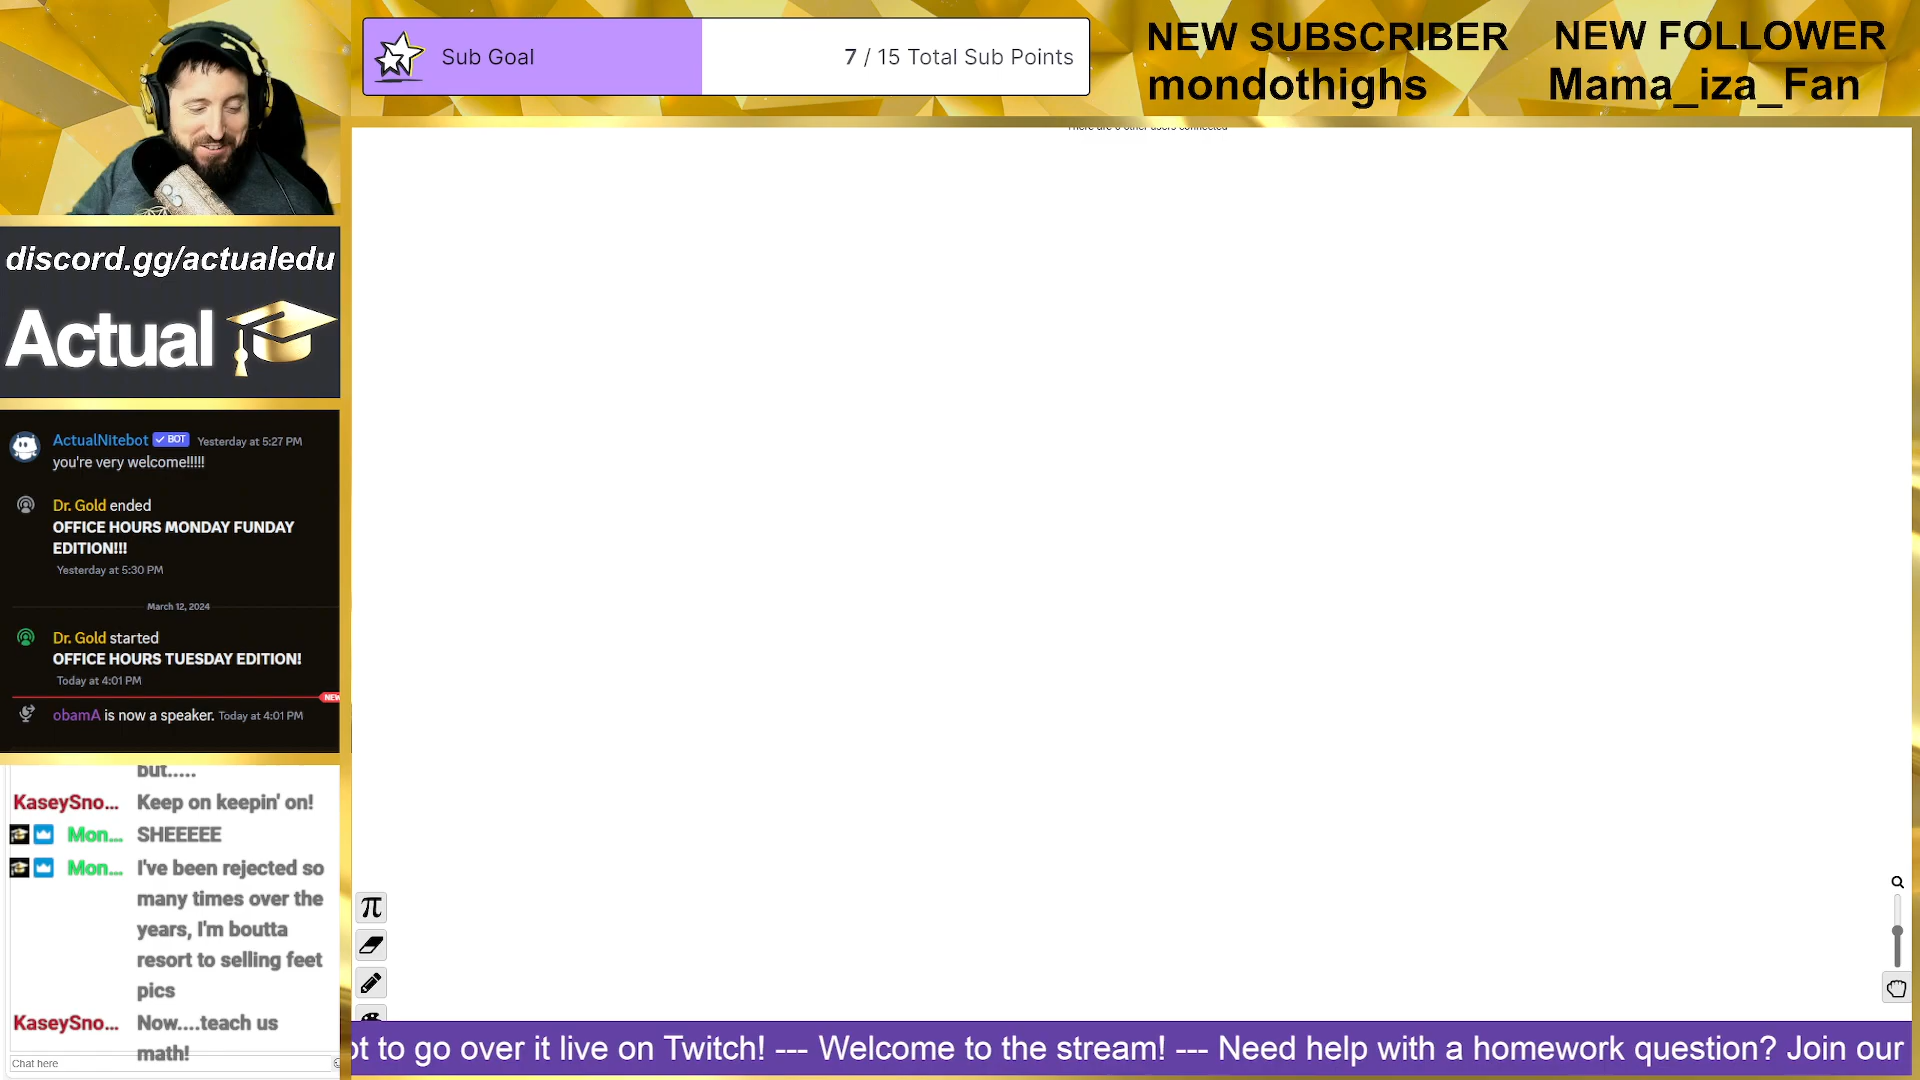 Sub Goal
7 / 15 Total Sub Points
NEW SUBSCRIBER
mondothighs
NEW FOLLOWER
Mama_iza_Fan
discord.gg/actualedu
Actual
ActualNitebot BOT Yesterday at 5:27 PM
you're very welcome!!!!!
Dr. Gold ended
OFFICE HOURS MONDAY FUNDAY
EDITION!!!
Yesterday at 5:30 PM
March 12, 2024
Dr. Gold started
OFFICE HOURS TUESDAY EDITION!
Today at 4:01 PM
NEW
obamA is now a speaker. Today at 4:01 PM
but.....
KaseySno... Keep on keepin' on!
Mon... SHEEEEE
Mon... I've been rejected so
many times over the
years, I'm boutta
resort to selling feet
pics
KaseySno... Now....teach us
math!
Chat here
π
ot to go over it live on Twitch! --- Welcome to the stream! --- Need help with a homework question? Join our